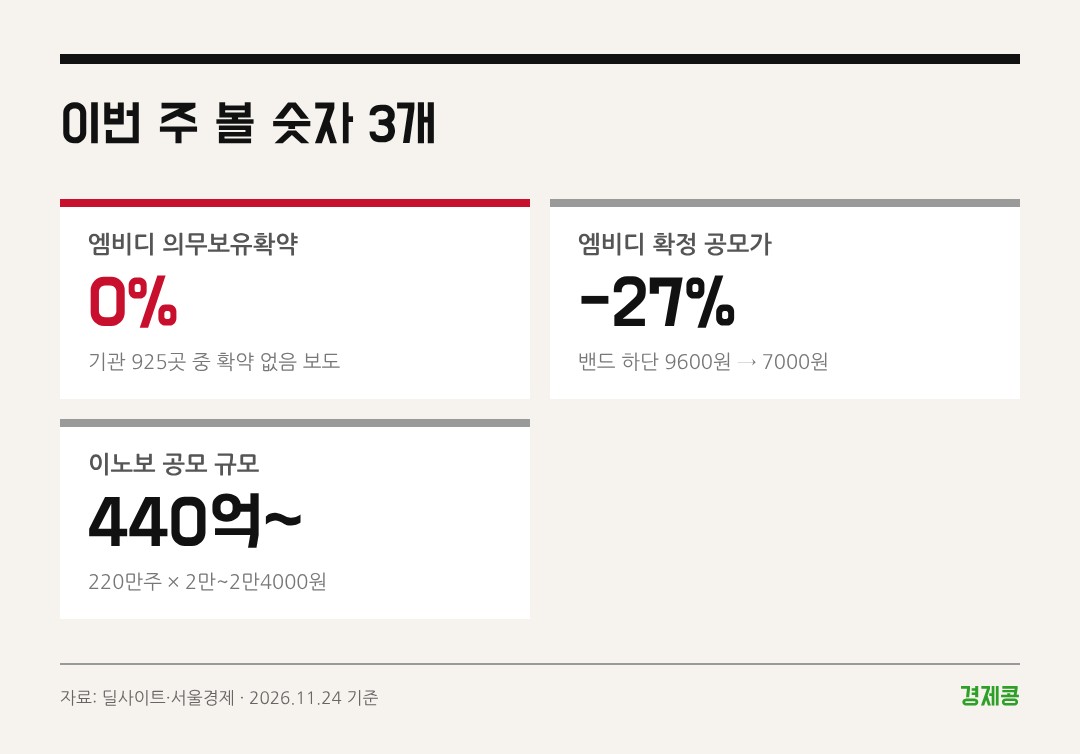 이번 주 볼 숫자 3개
엠비디 의무보유확약
0%
기관 925곳 중 확약 없음 보도
엠비디 확정 공모가
-27%
밴드 하단 9600원 → 7000원
이노보 공모 규모
440억~
220만주 × 2만~2만4000원
자료: 딜사이트·서울경제 · 2026.11.24 기준
경제콩